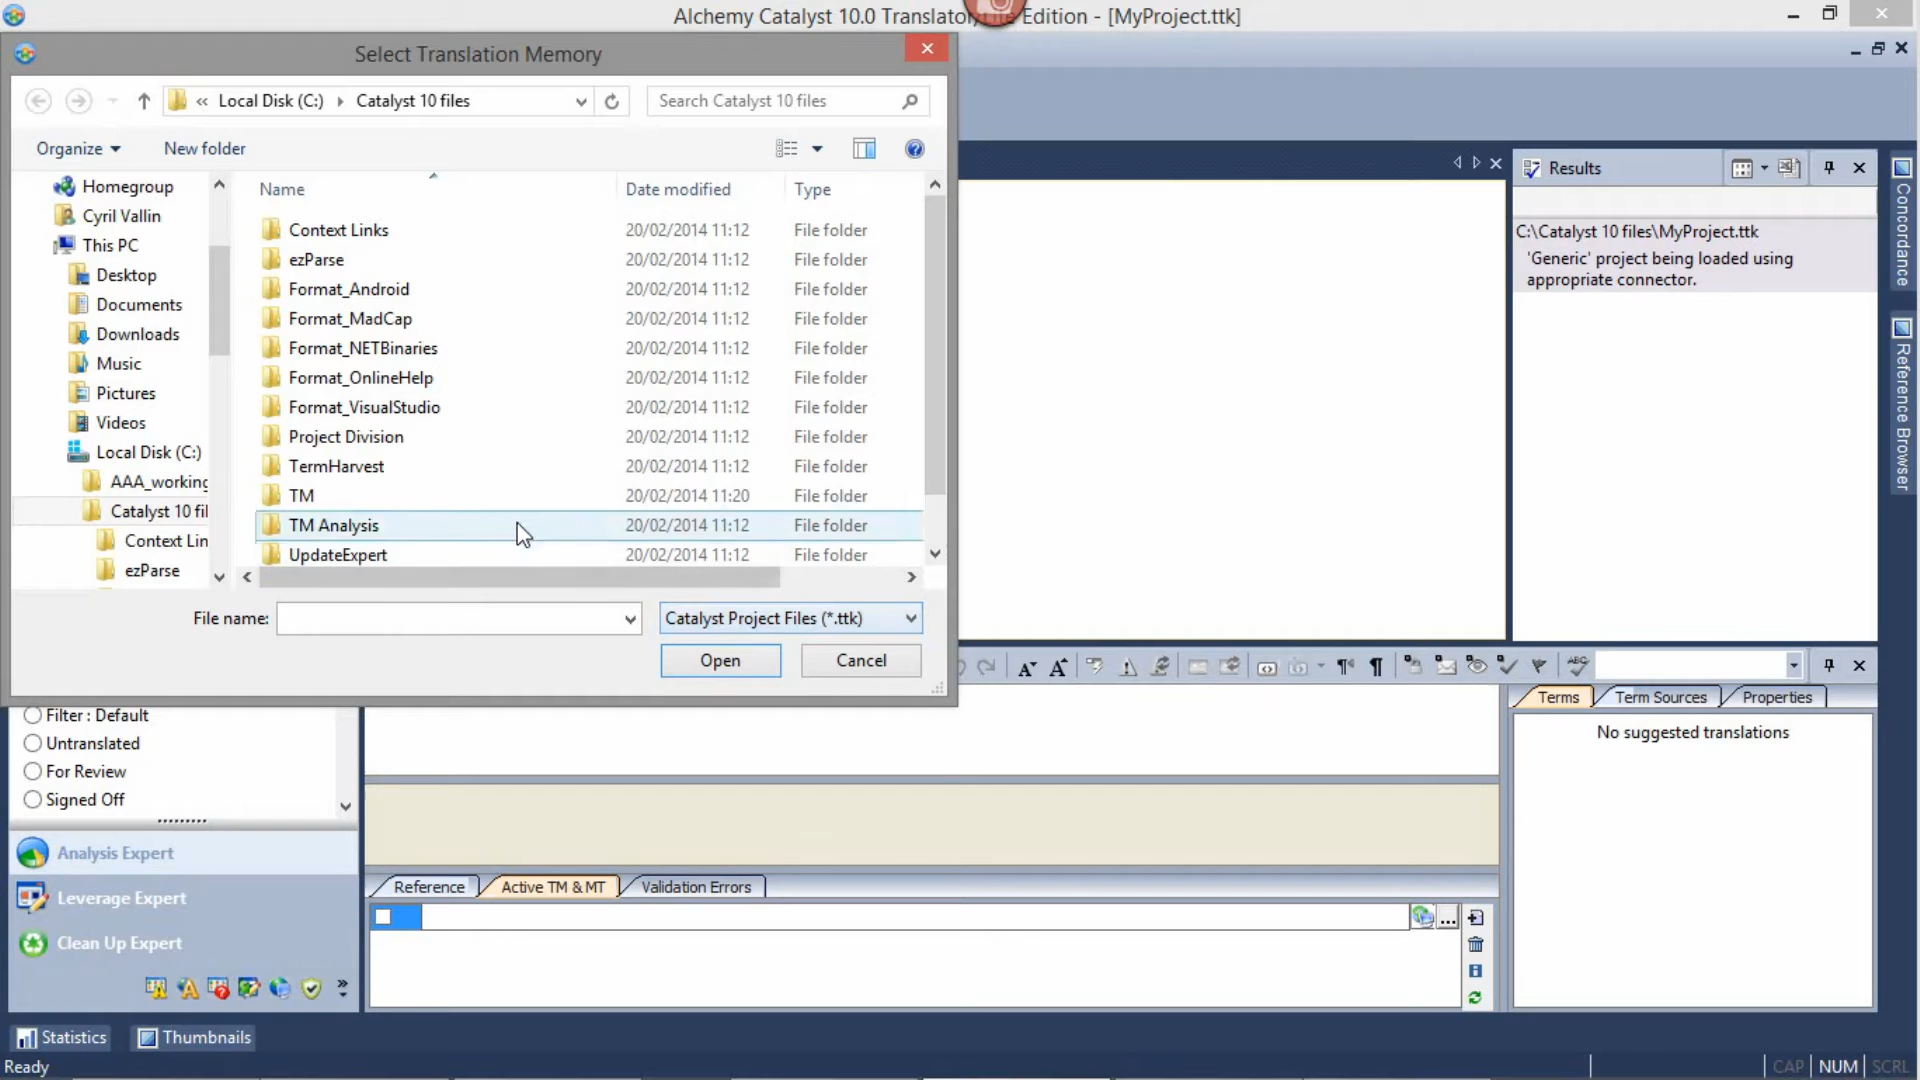 Alchemy Catalyst 10.0 Translator/Lite Edition - [MyProject.ttk]
Select Translation Memory
« Local Disk (C:) Catalyst 10 files
Search Catalyst 10 files
Organize
New folder
Homegroup
Cyril Vallin
This PC
Desktop
Documents
Downloads
Music
Pictures
Videos
Local Disk (C:)
AAA_working
Catalyst 10 fil
Context Lin
ezParse
Name Date modified Type
Context Links 20/02/2014 11:12 File folder
ezParse 20/02/2014 11:12 File folder
Format_Android 20/02/2014 11:12 File folder
Format_MadCap 20/02/2014 11:12 File folder
Format_NETBinaries 20/02/2014 11:12 File folder
Format_OnlineHelp 20/02/2014 11:12 File folder
Format_VisualStudio 20/02/2014 11:12 File folder
Project Division 20/02/2014 11:12 File folder
TermHarvest 20/02/2014 11:12 File folder
TM 20/02/2014 11:20 File folder
TM Analysis 20/02/2014 11:12 File folder
UpdateExpert 20/02/2014 11:12 File folder
File name:
Catalyst Project Files (*.ttk)
Open
Cancel
Results
C:\Catalyst 10 files\MyProject.ttk
'Generic' project being loaded using
appropriate connector.
Concordance
Reference Browser
ABC
Terms
Term Sources
Properties
No suggested translations
Filter : Default
Untranslated
For Review
Signed Off
Analysis Expert
Leverage Expert
Clean Up Expert
Reference
Active TM & MT
Validation Errors
...
Statistics
Thumbnails
Ready
CAP NUM SCRL